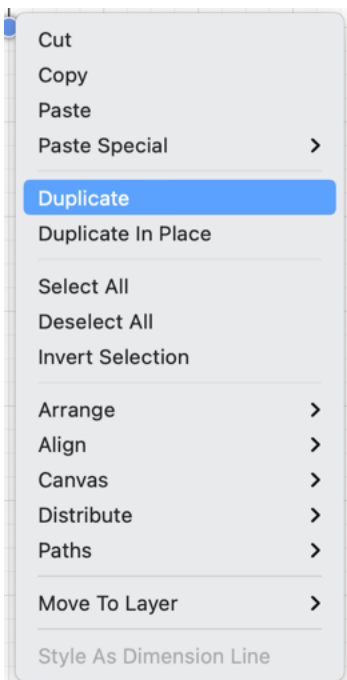 Cut
Copy
Paste
Paste Special
Duplicate
Duplicate In Place
Select All
Deselect All
Invert Selection
Arrange
Align
Canvas
Distribute
Paths
Move To Layer
Style As Dimension Line